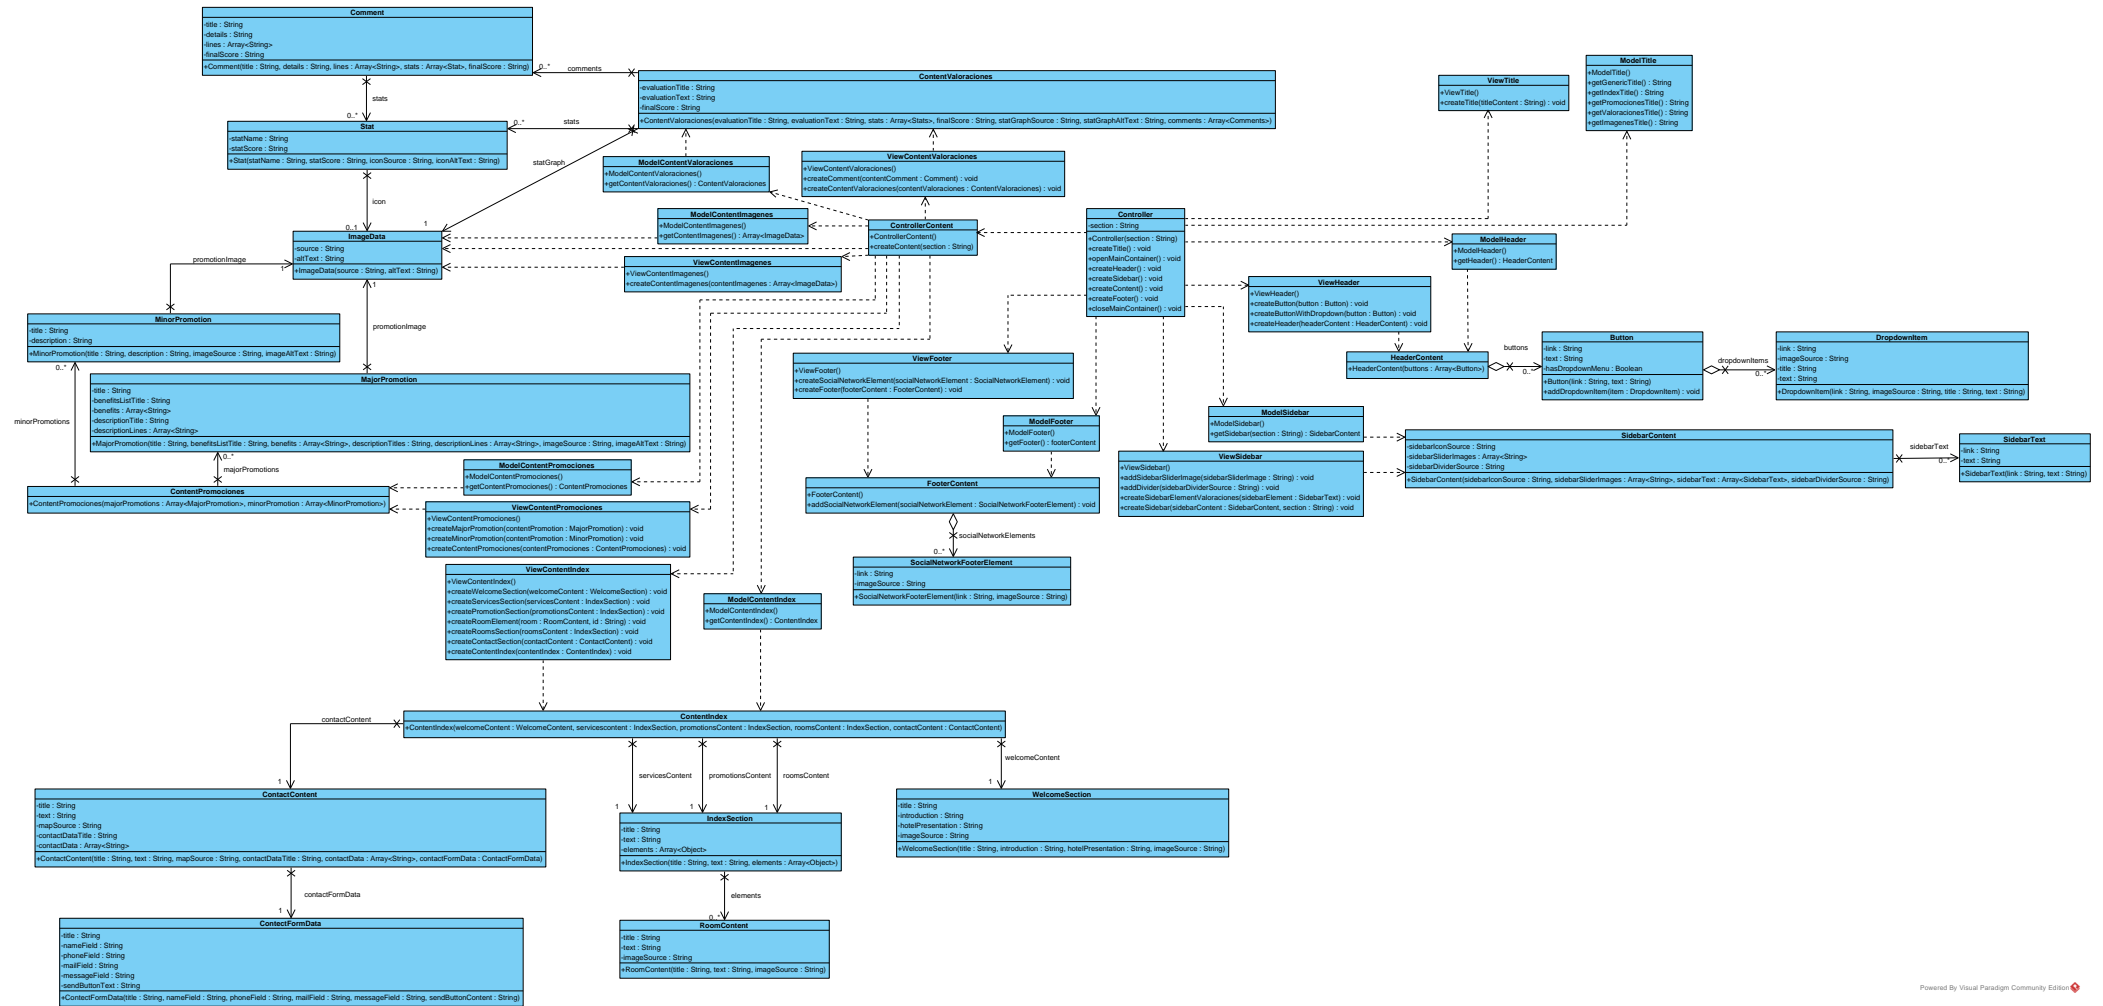 Comment
-title : String
-details : String
-lines : Array<String>
-finalScore : String
+Comment(title : String, details : String, lines : Array<String>, stats : Array<Stat>, finalScore : String)
0..*
comments
stats
0..*
ContentValoraciones
-evaluationTitle : String
-evaluationText : String
-finalScore : String
+ContentValoraciones(evaluationTitle : String, evaluationText : String, stats : Array<Stats>, finalScore : String, statGraphSource : String, statGraphAltText : String, comments : Array<Comments>)
ViewTitle
+ViewTitle()
+createTitle(titleContent : String) : void
ModelTitle
+ModelTitle()
+getGenericTitle() : String
+getIndexTitle() : String
+getPromocionesTitle() : String
+getValoracionesTitle() : String
+getImagenesTitle() : String
Stat
-statName : String
-statScore : String
+Stat(statName : String, statScore : String, iconSource : String, iconAltText : String)
0..*
stats
statGraph
1
icon
0..1
ModelContentValoraciones
+ModelContentValoraciones()
+getContentValoraciones() : ContentValoraciones
ViewContentValoraciones
+ViewContentValoraciones()
+createComment(contentComment : Comment) : void
+createContentValoraciones(contentValoraciones : ContentValoraciones) : void
ModelContentImagenes
+ModelContentImagenes()
+getContentImagenes() : Array<ImageData>
ControllerContent
+ControllerContent()
+createContent(section : String)
Controller
-section : String
+Controller(section : String)
+createTitle() : void
+openMainContainer() : void
+createHeader() : void
+createSidebar() : void
+createContent() : void
+createFooter() : void
+closeMainContainer() : void
ModelHeader
+ModelHeader()
+getHeader() : HeaderContent
ImageData
-source : String
-altText : String
+ImageData(source : String, altText : String)
promotionImage
1
1
promotionImage
ViewContentImagenes
+ViewContentImagenes()
+createContentImagenes(contentImagenes : Array<ImageData>)
ViewHeader
+ViewHeader()
+createButton(button : Button) : void
+createButtonWithDropdown(button : Button) : void
+createHeader(headerContent : HeaderContent) : void
MinorPromotion
-title : String
-description : String
+MinorPromotion(title : String, description : String, imageSource : String, imageAltText : String)
0..*
minorPromotions
HeaderContent
+HeaderContent(buttons : Array<Button>)
buttons
0..*
Button
-link : String
-text : String
-hasDropdownMenu : Boolean
+Button(link : String, text : String)
+addDropdownItem(item : DropdownItem) : void
dropdownItems
0..*
DropdownItem
-link : String
-imageSource : String
-title : String
-text : String
+DropdownItem(link : String, imageSource : String, title : String, text : String)
ViewFooter
+ViewFooter()
+createSocialNetworkElement(socialNetworkElement : SocialNetworkElement) : void
+createFooter(footerContent : FooterContent) : void
MajorPromotion
-title : String
-benefitsListTitle : String
-benefits : Array<String>
-descriptionTitle : String
-descriptionLines : Array<String>
+MajorPromotion(title : String, benefitsListTitle : String, benefits : Array<String>, descriptionTitles : String, descriptionLines : Array<String>, imageSource : String, imageAltText : String)
0..*
majorPromotions
ModelFooter
+ModelFooter()
+getFooter() : footerContent
ModelSidebar
+ModelSidebar()
+getSidebar(section : String) : SidebarContent
SidebarContent
-sidebarIconSource : String
-sidebarSliderImages : Array<String>
-sidebarDividerSource : String
+SidebarContent(sidebarIconSource : String, sidebarSliderImages : Array<String>, sidebarText : Array<SidebarText>, sidebarDividerSource : String)
sidebarText
0..*
SidebarText
-link : String
-text : String
+SidebarText(link : String, text : String)
ViewSidebar
+ViewSidebar()
+addSidebarSliderImage(sidebarSliderImage : String) : void
+addDivider(sidebarDividerSource : String) : void
+createSidebarElementValoraciones(sidebarElement : SidebarText) : void
+createSidebar(sidebarContent : SidebarContent, section : String) : void
ModelContentPromociones
+ModelContentPromociones()
+getContentPromociones() : ContentPromociones
ContentPromociones
+ContentPromociones(majorPromotions : Array<MajorPromotion>, minorPromotion : Array<MinorPromotion>)
ViewContentPromociones
+ViewContentPromociones()
+createMajorPromotion(contentPromotion : MajorPromotion) : void
+createMinorPromotion(contentPromotion : MinorPromotion) : void
+createContentPromociones(contentPromociones : ContentPromociones) : void
FooterContent
+FooterContent()
+addSocialNetworkElement(socialNetworkElement : SocialNetworkFooterElement) : void
socialNetworkElements
0..*
SocialNetworkFooterElement
-link : String
-imageSource : String
+SocialNetworkFooterElement(link : String, imageSource : String)
ViewContentIndex
+ViewContentIndex()
+createWelcomeSection(welcomeContent : WelcomeSection) : void
+createServicesSection(servicesContent : IndexSection) : void
+createPromotionSection(promotionsContent : IndexSection) : void
+createRoomElement(room : RoomContent, id : String) : void
+createRoomsSection(roomsContent : IndexSection) : void
+createContactSection(contactContent : ContactContent) : void
+createContentIndex(contentIndex : ContentIndex) : void
ModelContentIndex
+ModelContentIndex()
+getContentIndex() : ContentIndex
ContentIndex
+ContentIndex(welcomeContent : WelcomeContent, servicescontent : IndexSection, promotionsContent : IndexSection, roomsContent : IndexSection, contactContent : ContactContent)
contactContent
1
servicesContent
1
promotionsContent
1
roomsContent
1
welcomeContent
1
ContactContent
-title : String
-text : String
-mapSource : String
-contactDataTitle : String
-contactData : Array<String>
+ContactContent(title : String, text : String, mapSource : String, contactDataTitle : String, contactData : Array<String>, contactFormData : ContactFormData)
contactFormData
1
IndexSection
-title : String
-text : String
-elements : Array<Object>
+IndexSection(title : String, text : String, elements : Array<Object>)
elements
0..*
WelcomeSection
-title : String
-introduction : String
-hotelPresentation : String
-imageSource : String
+WelcomeSection(title : String, introduction : String, hotelPresentation : String, imageSource : String)
ContectFormData
-title : String
-nameField : String
-phoneField : String
-mailField : String
-messageField : String
-sendButtonText : String
+ContectFormData(title : String, nameField : String, phoneField : String, mailField : String, messageField : String, sendButtonContent : String)
RoomContent
-title : String
-text : String
-imageSource : String
+RoomContent(title : String, text : String, imageSource : String)
Powered By Visual Paradigm Community Edition